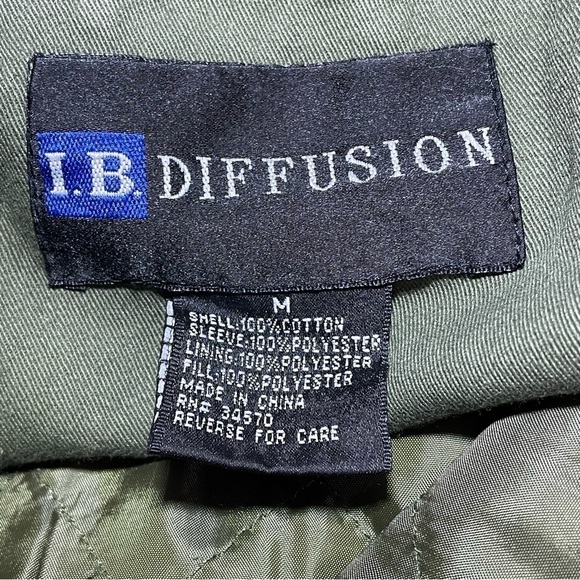 I.B. DIFFUSION
M
SHELL:100%COTTON
SLEEVE:100%POLYESTER
LINING:100%POLYESTER
FILL:100%POLYESTER
MADE IN CHINA
RN# 34570
REVERSE FOR CARE